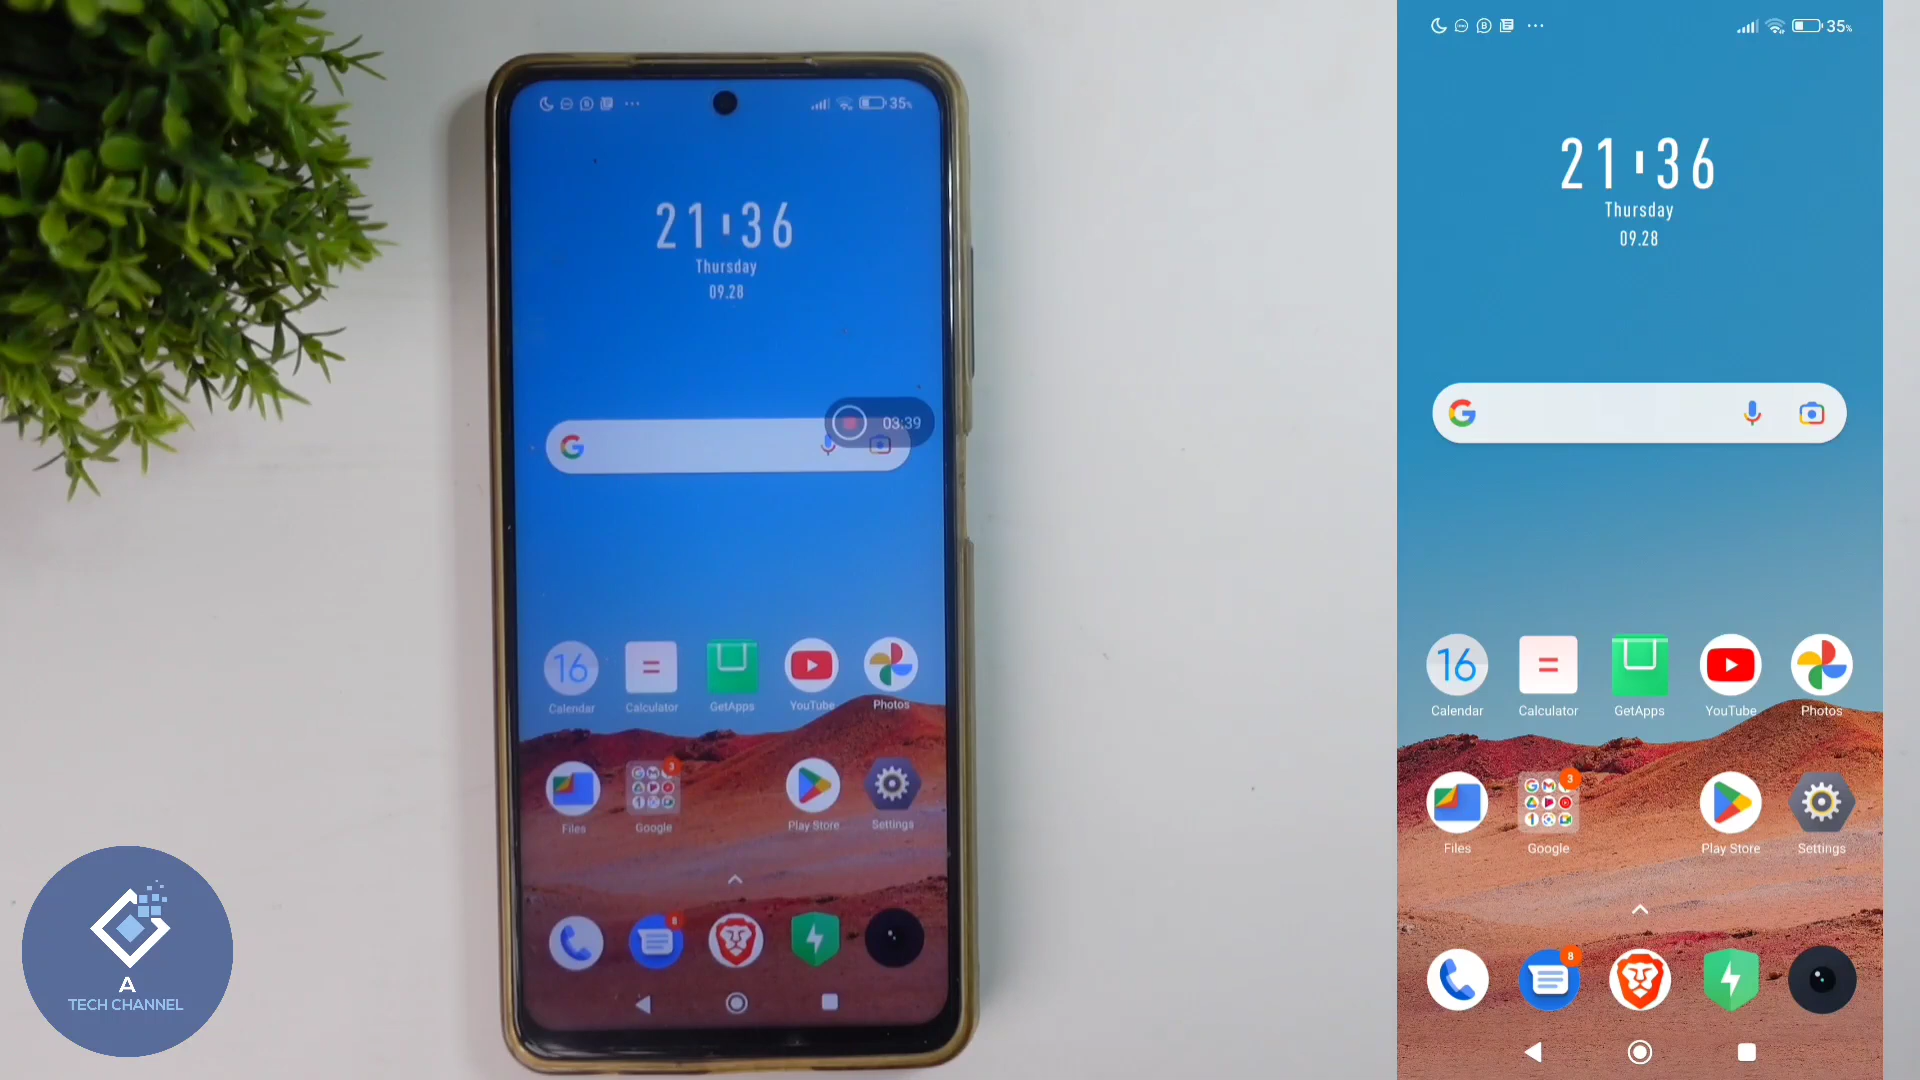 35%
21:36
Thursday
09.28
03:39
16
Calendar
Calculator
GetApps
YouTube
Photos
3
Files
Google
Play Store
Settings
8
A
TECH CHANNEL
35%
21:36
Thursday
09.28
16
Calendar
Calculator
GetApps
YouTube
Photos
3
Files
Google
Play Store
Settings
8